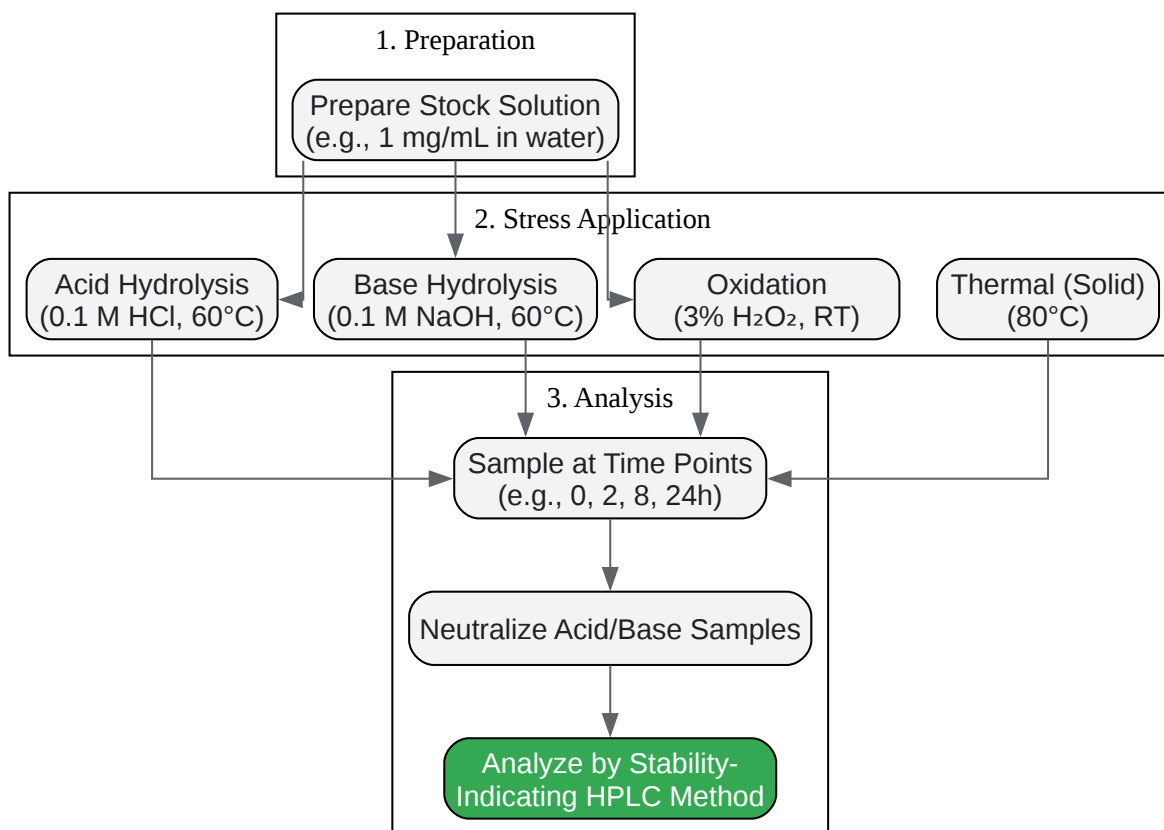 1. Preparation
Prepare Stock Solution
(e.g., 1 mg/mL in water)
2. Stress Application
Acid Hydrolysis
(0.1 M HCl, 60°C)
Base Hydrolysis
(0.1 M NaOH, 60°C)
Oxidation
(3% H₂O₂, RT)
Thermal (Solid)
(80°C)
3. Analysis
Sample at Time Points
(e.g., 0, 2, 8, 24h)
Neutralize Acid/Base Samples
Analyze by Stability-
Indicating HPLC Method